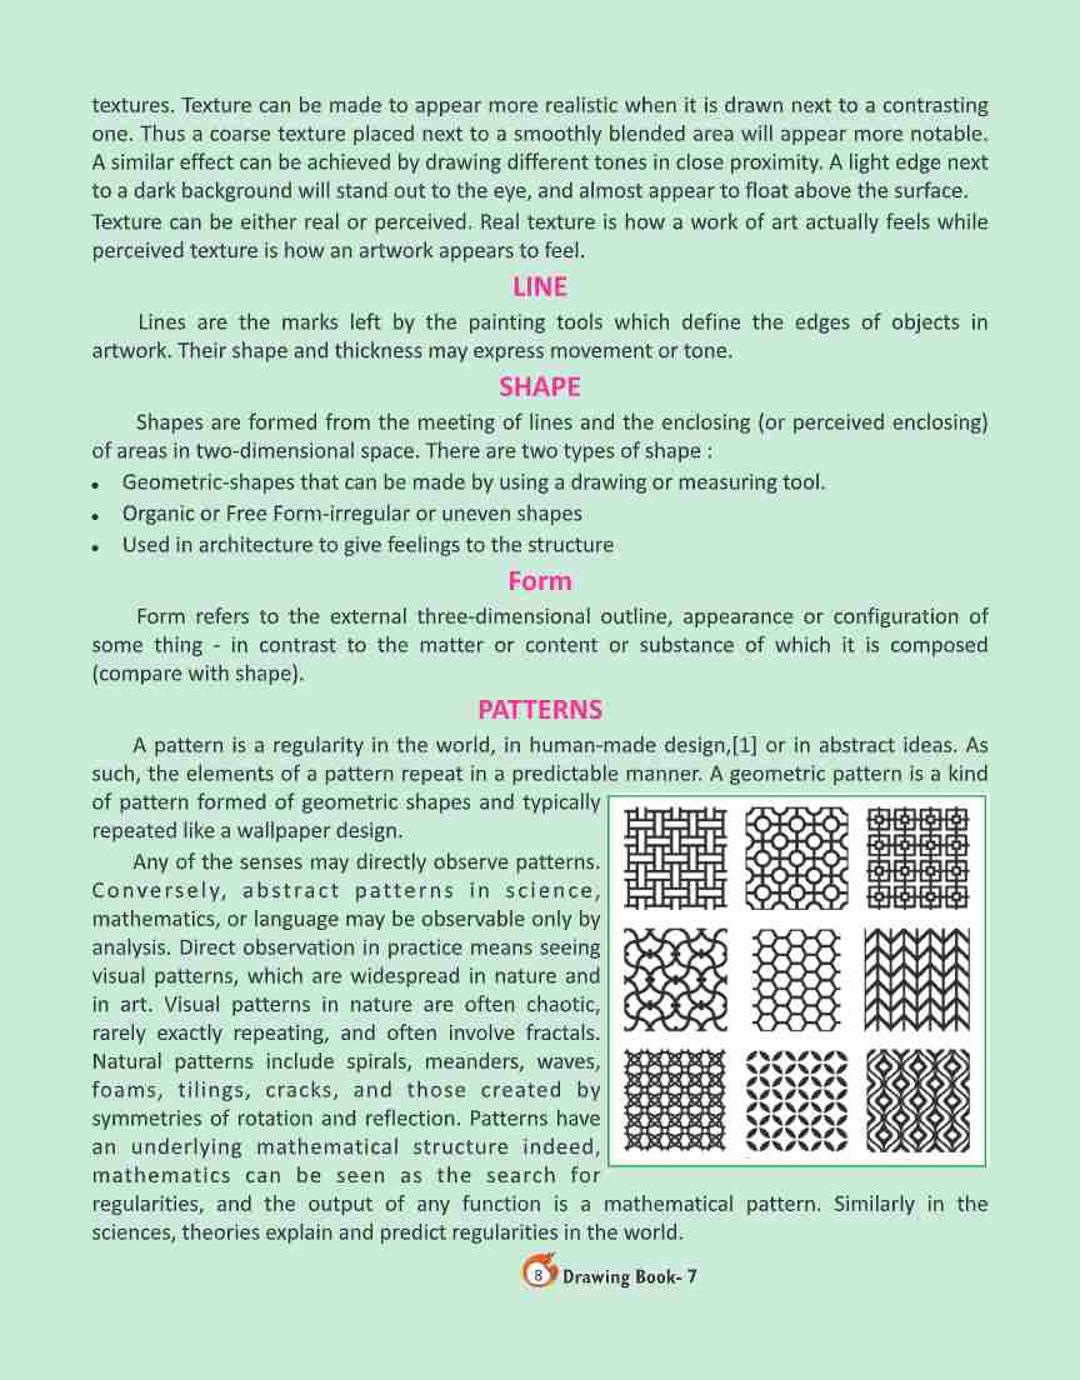 textures. Texture can be made to appear more realistic when it is drawn next to a contrasting
one. Thus a coarse texture placed next to a smoothly blended area will appear more notable.
A similar effect can be achieved by drawing different tones in close proximity. A light edge next
to a dark background will stand out to the eye, and almost appear to float above the surface.
Texture can be either real or perceived. Real texture is how a work of art actually feels while
perceived texture is how an artwork appears to feel.
LINE
Lines are the marks left by the painting tools which define the edges of objects in
artwork. Their shape and thickness may express movement or tone.
SHAPE
Shapes are formed from the meeting of lines and the enclosing (or perceived enclosing)
of areas in two-dimensional space. There are two types of shape :
• Geometric-shapes that can be made by using a drawing or measuring tool.
• Organic or Free Form-irregular or uneven shapes
• Used in architecture to give feelings to the structure
Form
Form refers to the external three-dimensional outline, appearance or configuration of
some thing - in contrast to the matter or content or substance of which it is composed
(compare with shape).
PATTERNS
A pattern is a regularity in the world, in human-made design,[1] or in abstract ideas. As
such, the elements of a pattern repeat in a predictable manner. A geometric pattern is a kind
of pattern formed of geometric shapes and typically
repeated like a wallpaper design.
Any of the senses may directly observe patterns.
Conversely, abstract patterns in science,
mathematics, or language may be observable only by
analysis. Direct observation in practice means seeing
visual patterns, which are widespread in nature and
in art. Visual patterns in nature are often chaotic,
rarely exactly repeating, and often involve fractals.
Natural patterns include spirals, meanders, waves,
foams, tilings, cracks, and those created by
symmetries of rotation and reflection. Patterns have
an underlying mathematical structure indeed,
mathematics can be seen as the search for
regularities, and the output of any function is a mathematical pattern. Similarly in the
sciences, theories explain and predict regularities in the world.
8 Drawing Book- 7